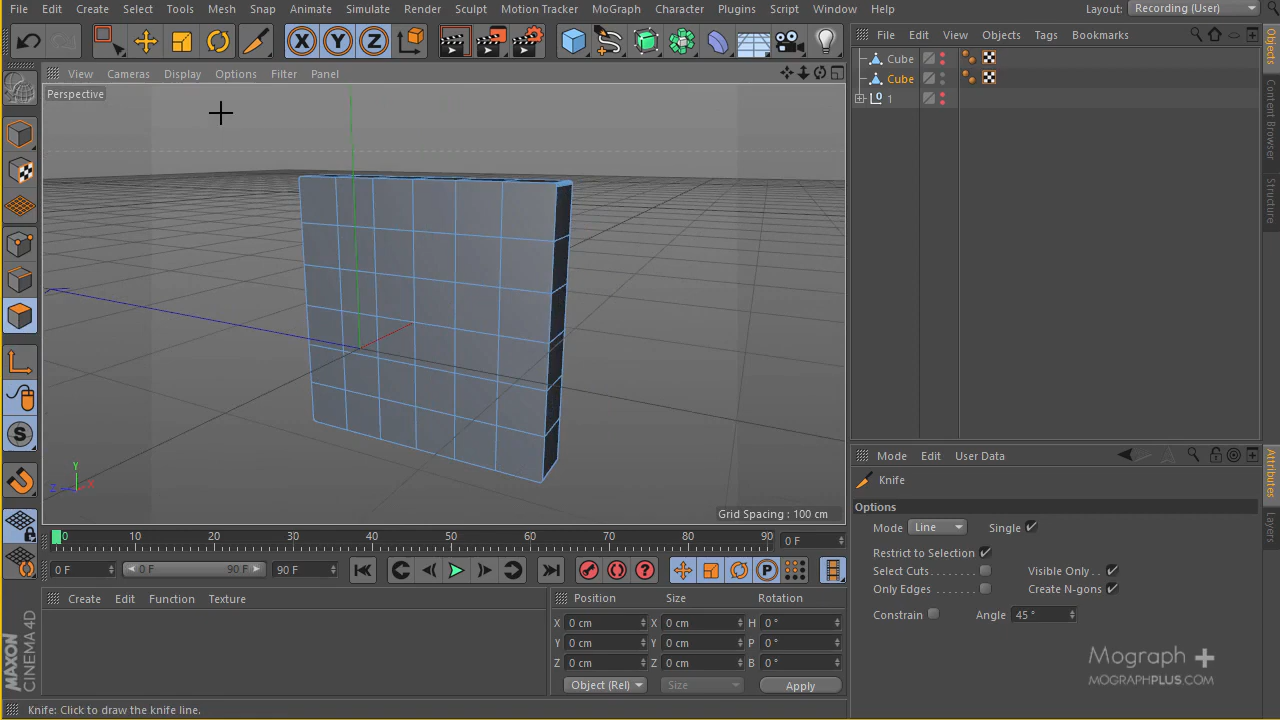 File Edit Create Select Tools Mesh Snap Animate Simulate Render Sculpt Motion Tracker MoGraph Character Plugins Script Window Help Layout: Recording (User)
X Y Z
File Edit View Objects Tags Bookmarks
View Cameras Display Options Filter Panel
Perspective
Cube
Cube
1
Y
X
Z
Grid Spacing : 100 cm
0 10 20 30 40 50 60 70 80 90 0 F
0 F 0 F 90 F 90 F
Create Edit Function Texture
Position Size Rotation
X 0 cm X 0 cm H 0 °
Y 0 cm Y 0 cm P 0 °
Z 0 cm Z 0 cm B 0 °
Object (Rel) Size Apply
Mode Edit User Data
Knife
Options
Mode Line Single
Restrict to Selection
Select Cuts Visible Only
Only Edges Create N-gons
Constrain Angle 45 °
Objects
Content Browser
Structure
Attributes
Layers
MAXON
CINEMA 4D
Mograph +
MOGRAPHPLUS.COM
Knife: Click to draw the knife line.